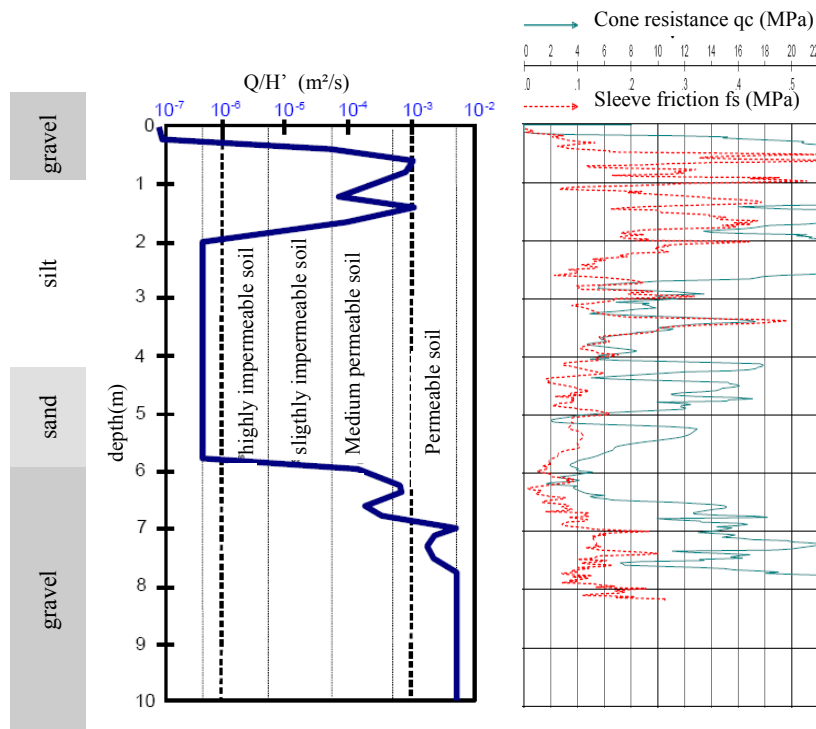 Cone resistance qc (MPa)
0 2 4 6 8 10 12 14 16 18 20 22
.0 .1 .2 .3 .4 .5
Sleeve friction fs (MPa)
Q/H’ (m²/s)
10-7 10-6 10-5 10-4 10-3 10-2
0
1
2
3
4
5
6
7
8
9
10
depth(m)
gravel
silt
sand
gravel
highly impermeable soil
sligthly impermeable soil
Medium permeable soil
Permeable soil